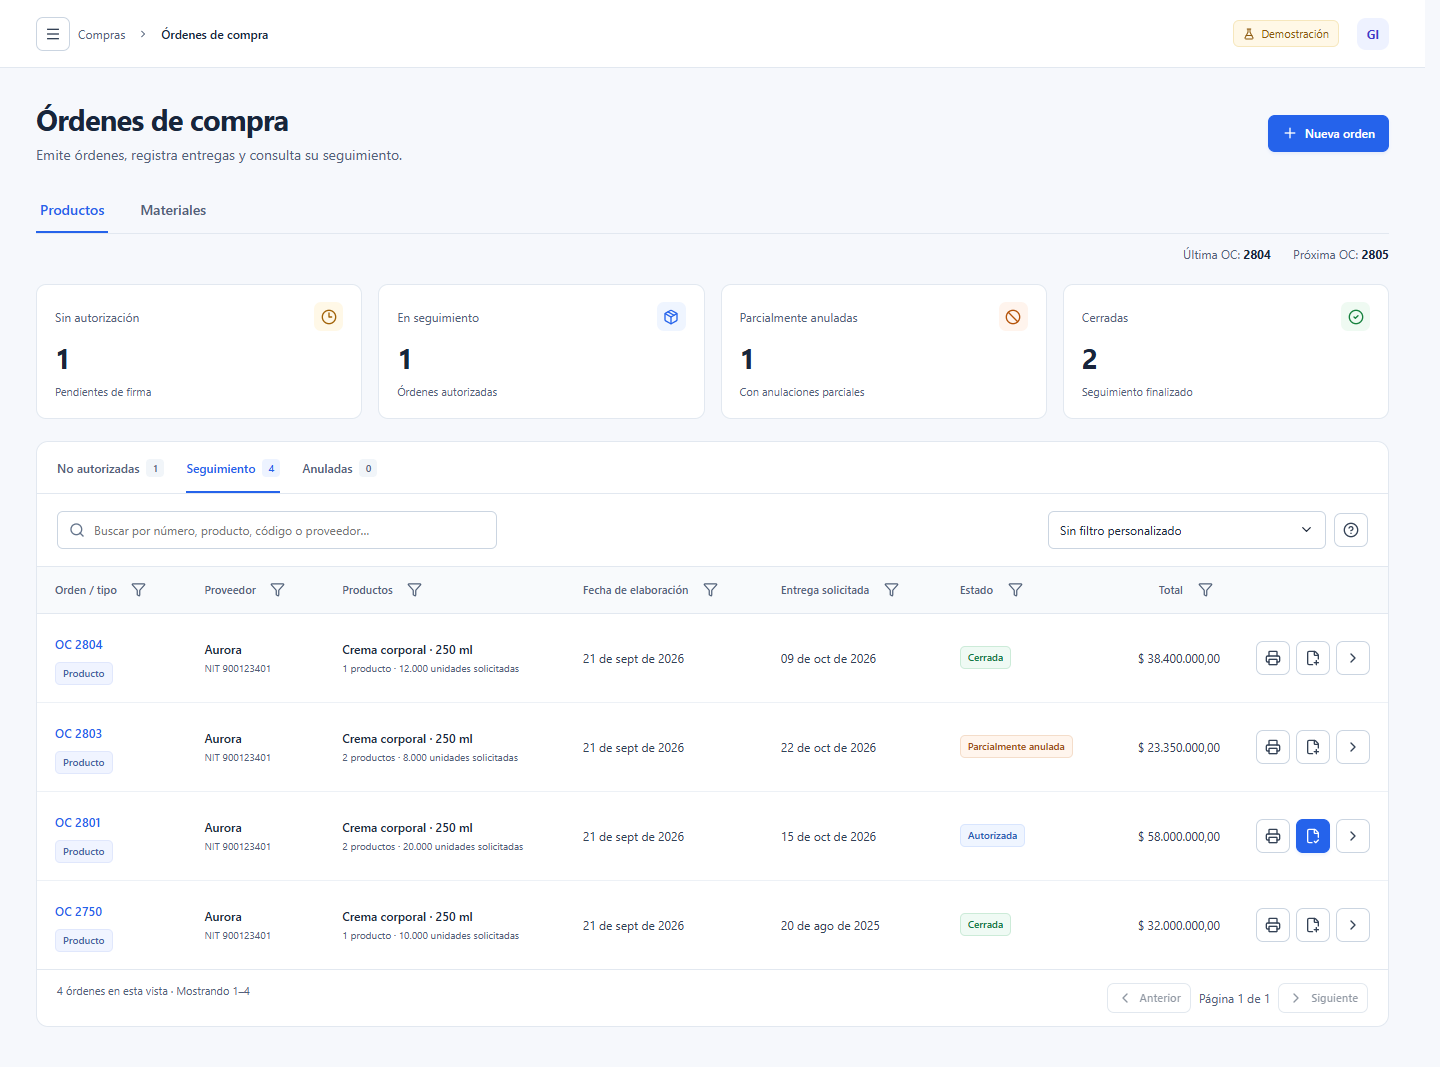 Compras > Órdenes de compra
Demostración
GI
Órdenes de compra
Emite órdenes, registra entregas y consulta su seguimiento.
+ Nueva orden
Productos Materiales
Última OC: 2804 Próxima OC: 2805
Sin autorización
1
Pendientes de firma
En seguimiento
1
Órdenes autorizadas
Parcialmente anuladas
1
Con anulaciones parciales
Cerradas
2
Seguimiento finalizado
No autorizadas 1 Seguimiento 4 Anuladas 0
Buscar por número, producto, código o proveedor...
Sin filtro personalizado
Orden / tipo Proveedor Productos Fecha de elaboración Entrega solicitada Estado Total
OC 2804
Producto
Aurora
NIT 900123401
Crema corporal · 250 ml
1 producto · 12.000 unidades solicitadas
21 de sept de 2026
09 de oct de 2026
Cerrada
$ 38.400.000,00
OC 2803
Producto
Aurora
NIT 900123401
Crema corporal · 250 ml
2 productos · 8.000 unidades solicitadas
21 de sept de 2026
22 de oct de 2026
Parcialmente anulada
$ 23.350.000,00
OC 2801
Producto
Aurora
NIT 900123401
Crema corporal · 250 ml
2 productos · 20.000 unidades solicitadas
21 de sept de 2026
15 de oct de 2026
Autorizada
$ 58.000.000,00
OC 2750
Producto
Aurora
NIT 900123401
Crema corporal · 250 ml
1 producto · 10.000 unidades solicitadas
21 de sept de 2026
20 de ago de 2025
Cerrada
$ 32.000.000,00
4 órdenes en esta vista · Mostrando 1–4
Anterior Página 1 de 1 Siguiente